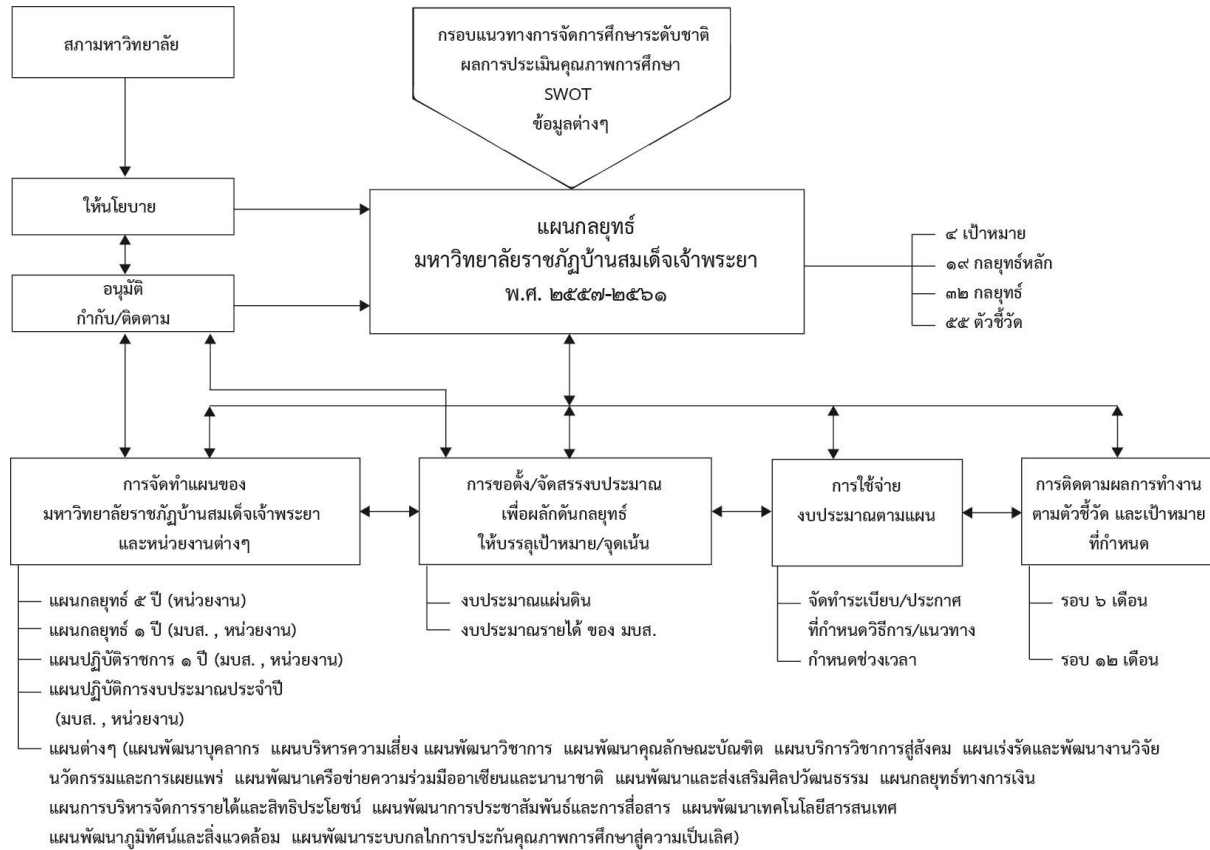 สภามหาวิทยาลัย
กรอบแนวทางการจัดการศึกษาระดับชาติ
ผลการประเมินคุณภาพการศึกษา
SWOT
ข้อมูลต่างๆ
ให้นโยบาย
อนุมัติ
กำกับ/ติดตาม
แผนกลยุทธ์
มหาวิทยาลัยราชภัฏบ้านสมเด็จเจ้าพระยา
พ.ศ. ๒๕๕๗-๒๕๖๑
๔ เป้าหมาย
๑๙ กลยุทธ์หลัก
๓๒ กลยุทธ์
๕๕ ตัวชี้วัด
การจัดทำแผนของ
มหาวิทยาลัยราชภัฏบ้านสมเด็จเจ้าพระยา
และหน่วยงานต่างๆ
การขอตั้ง/จัดสรรงบประมาณ
เพื่อผลักดันกลยุทธ์
ให้บรรลุเป้าหมาย/จุดเน้น
การใช้จ่าย
งบประมาณตามแผน
การติดตามผลการทำงาน
ตามตัวชี้วัด และเป้าหมาย
ที่กำหนด
แผนกลยุทธ์ ๕ ปี (หน่วยงาน)
แผนกลยุทธ์ ๑ ปี (มบส. , หน่วยงาน)
แผนปฏิบัติราชการ ๑ ปี (มบส. , หน่วยงาน)
แผนปฏิบัติการงบประมาณประจำปี
(มบส. , หน่วยงาน)
งบประมาณแผ่นดิน
งบประมาณรายได้ ของ มบส.
จัดทำระเบียบ/ประกาศ
ที่กำหนดวิธีการ/แนวทาง
กำหนดช่วงเวลา
รอบ ๖ เดือน
รอบ ๑๒ เดือน
แผนต่างๆ (แผนพัฒนาบุคลากร แผนบริหารความเสี่ยง แผนพัฒนาวิชาการ แผนพัฒนาคุณลักษณะบัณฑิต แผนบริการวิชาการสู่สังคม แผนเร่งรัดและพัฒนางานวิจัย
นวัตกรรมและการเผยแพร่ แผนพัฒนาเครือข่ายความร่วมมืออาเซียนและนานาชาติ แผนพัฒนาและส่งเสริมศิลปวัฒนธรรม แผนกลยุทธ์ทางการเงิน
แผนการบริหารจัดการรายได้และสิทธิประโยชน์ แผนพัฒนาการประชาสัมพันธ์และการสื่อสาร แผนพัฒนาเทคโนโลยีสารสนเทศ
แผนพัฒนาภูมิทัศน์และสิ่งแวดล้อม แผนพัฒนาระบบกลไกการประกันคุณภาพการศึกษาสู่ความเป็นเลิศ)